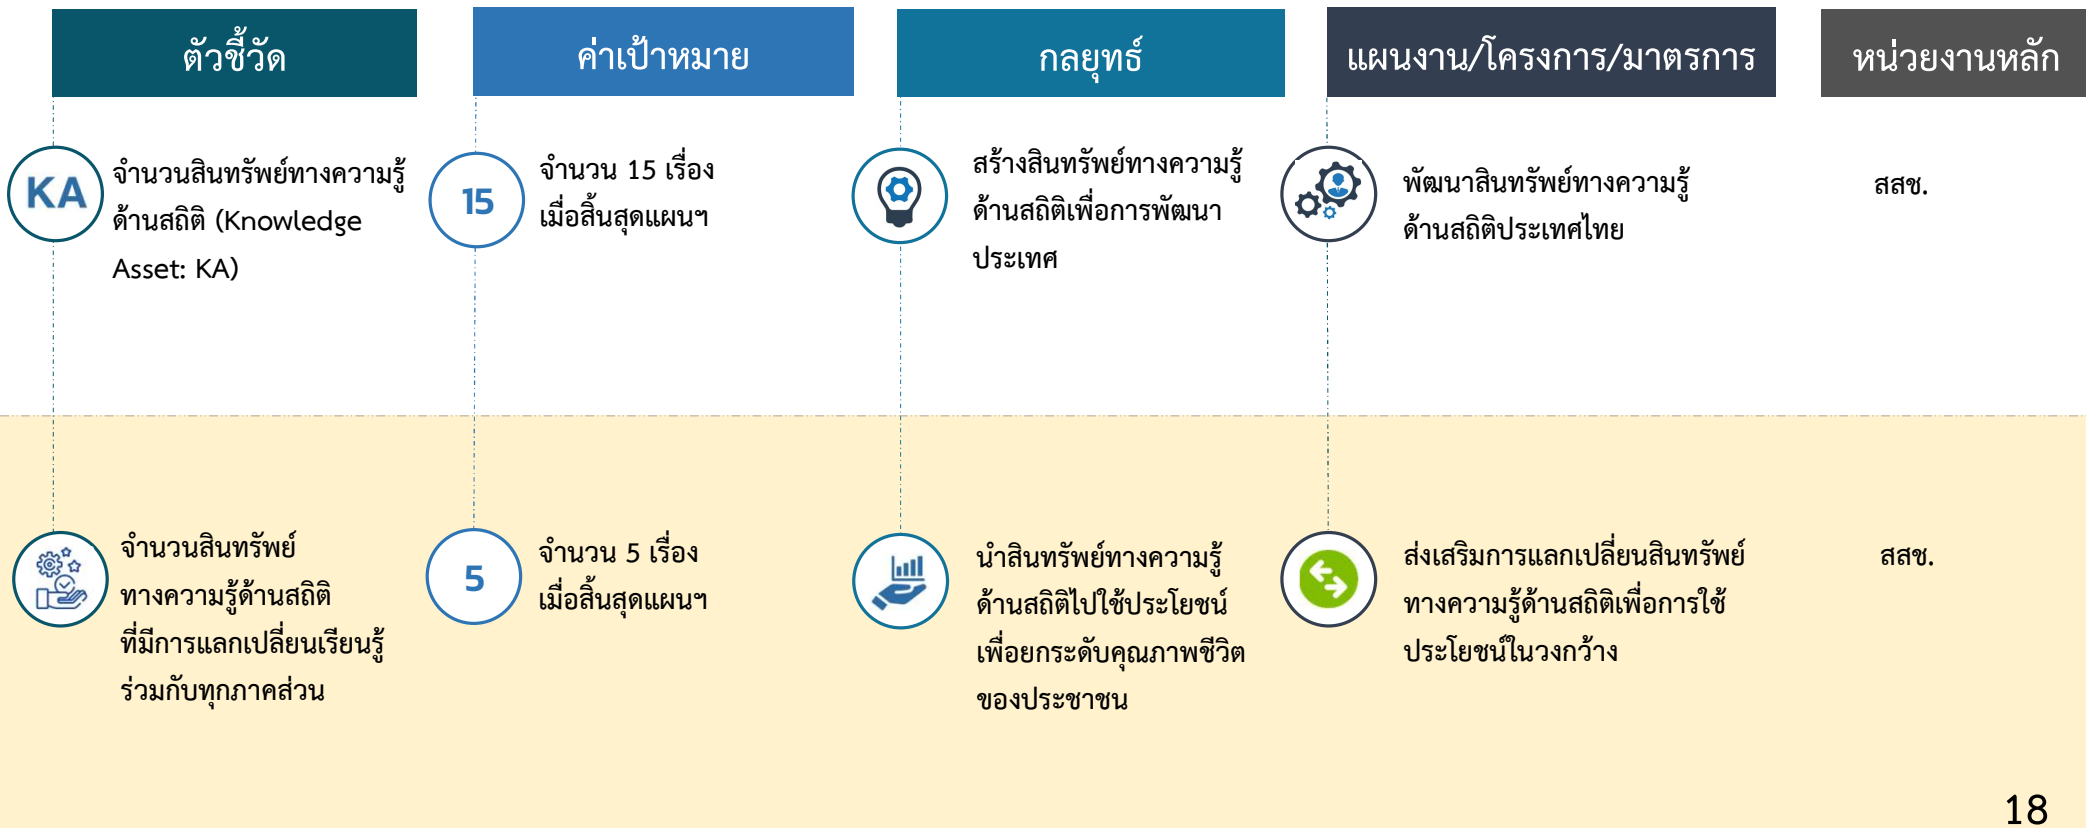 ตัวชี้วัด
ค่าเป้าหมาย
กลยุทธ์
แผนงาน/โครงการ/มาตรการ
หน่วยงานหลัก
KA
จำนวนสินทรัพย์ทางความรู้
ด้านสถิติ (Knowledge
Asset: KA)
15
จำนวน 15 เรื่อง
เมื่อสิ้นสุดแผนฯ
สร้างสินทรัพย์ทางความรู้
ด้านสถิติเพื่อการพัฒนา
ประเทศ
พัฒนาสินทรัพย์ทางความรู้
ด้านสถิติประเทศไทย
สสช.
จำนวนสินทรัพย์
ทางความรู้ด้านสถิติ
ที่มีการแลกเปลี่ยนเรียนรู้
ร่วมกับทุกภาคส่วน
5
จำนวน 5 เรื่อง
เมื่อสิ้นสุดแผนฯ
นำสินทรัพย์ทางความรู้
ด้านสถิติไปใช้ประโยชน์
เพื่อยกระดับคุณภาพชีวิต
ของประชาชน
ส่งเสริมการแลกเปลี่ยนสินทรัพย์
ทางความรู้ด้านสถิติเพื่อการใช้
ประโยชน์ในวงกว้าง
สสช.
18